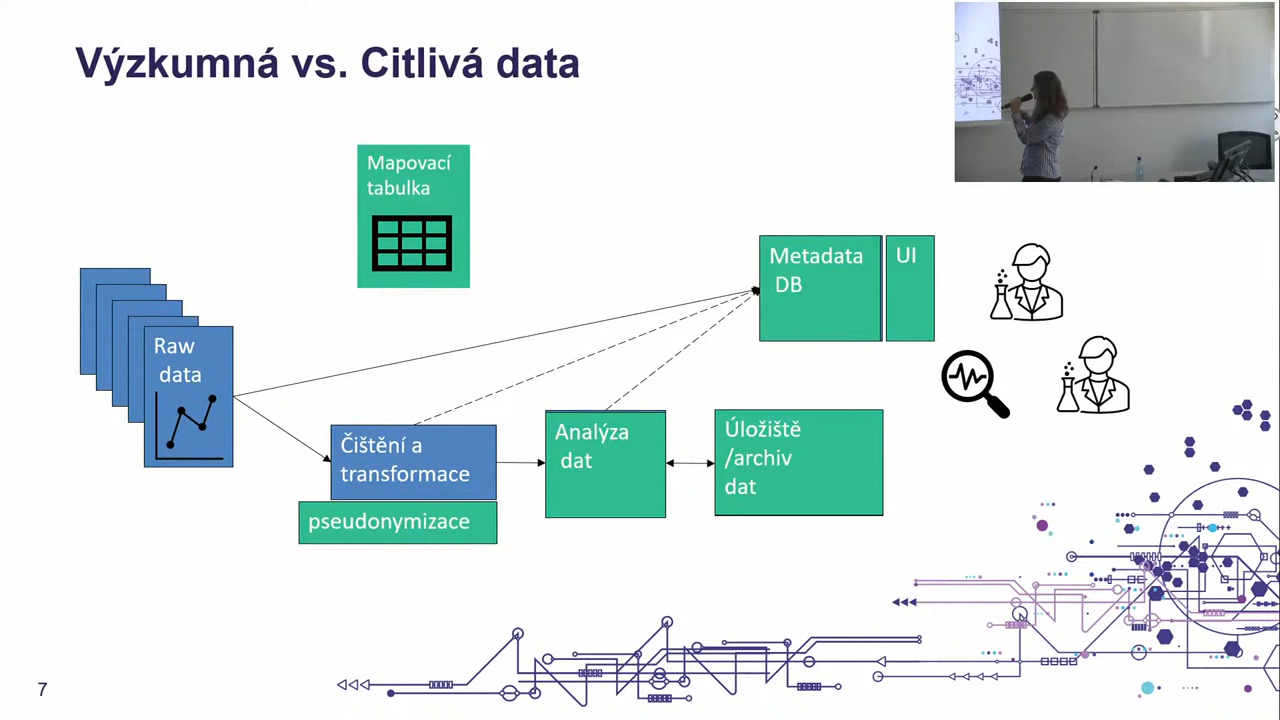 Výzkumná vs. Citlivá data
Mapovací
tabulka
Metadata
DB
UI
Raw
data
Čištění a
transformace
pseudonymizace
Analýza
dat
Úložiště
/archiv
dat
7